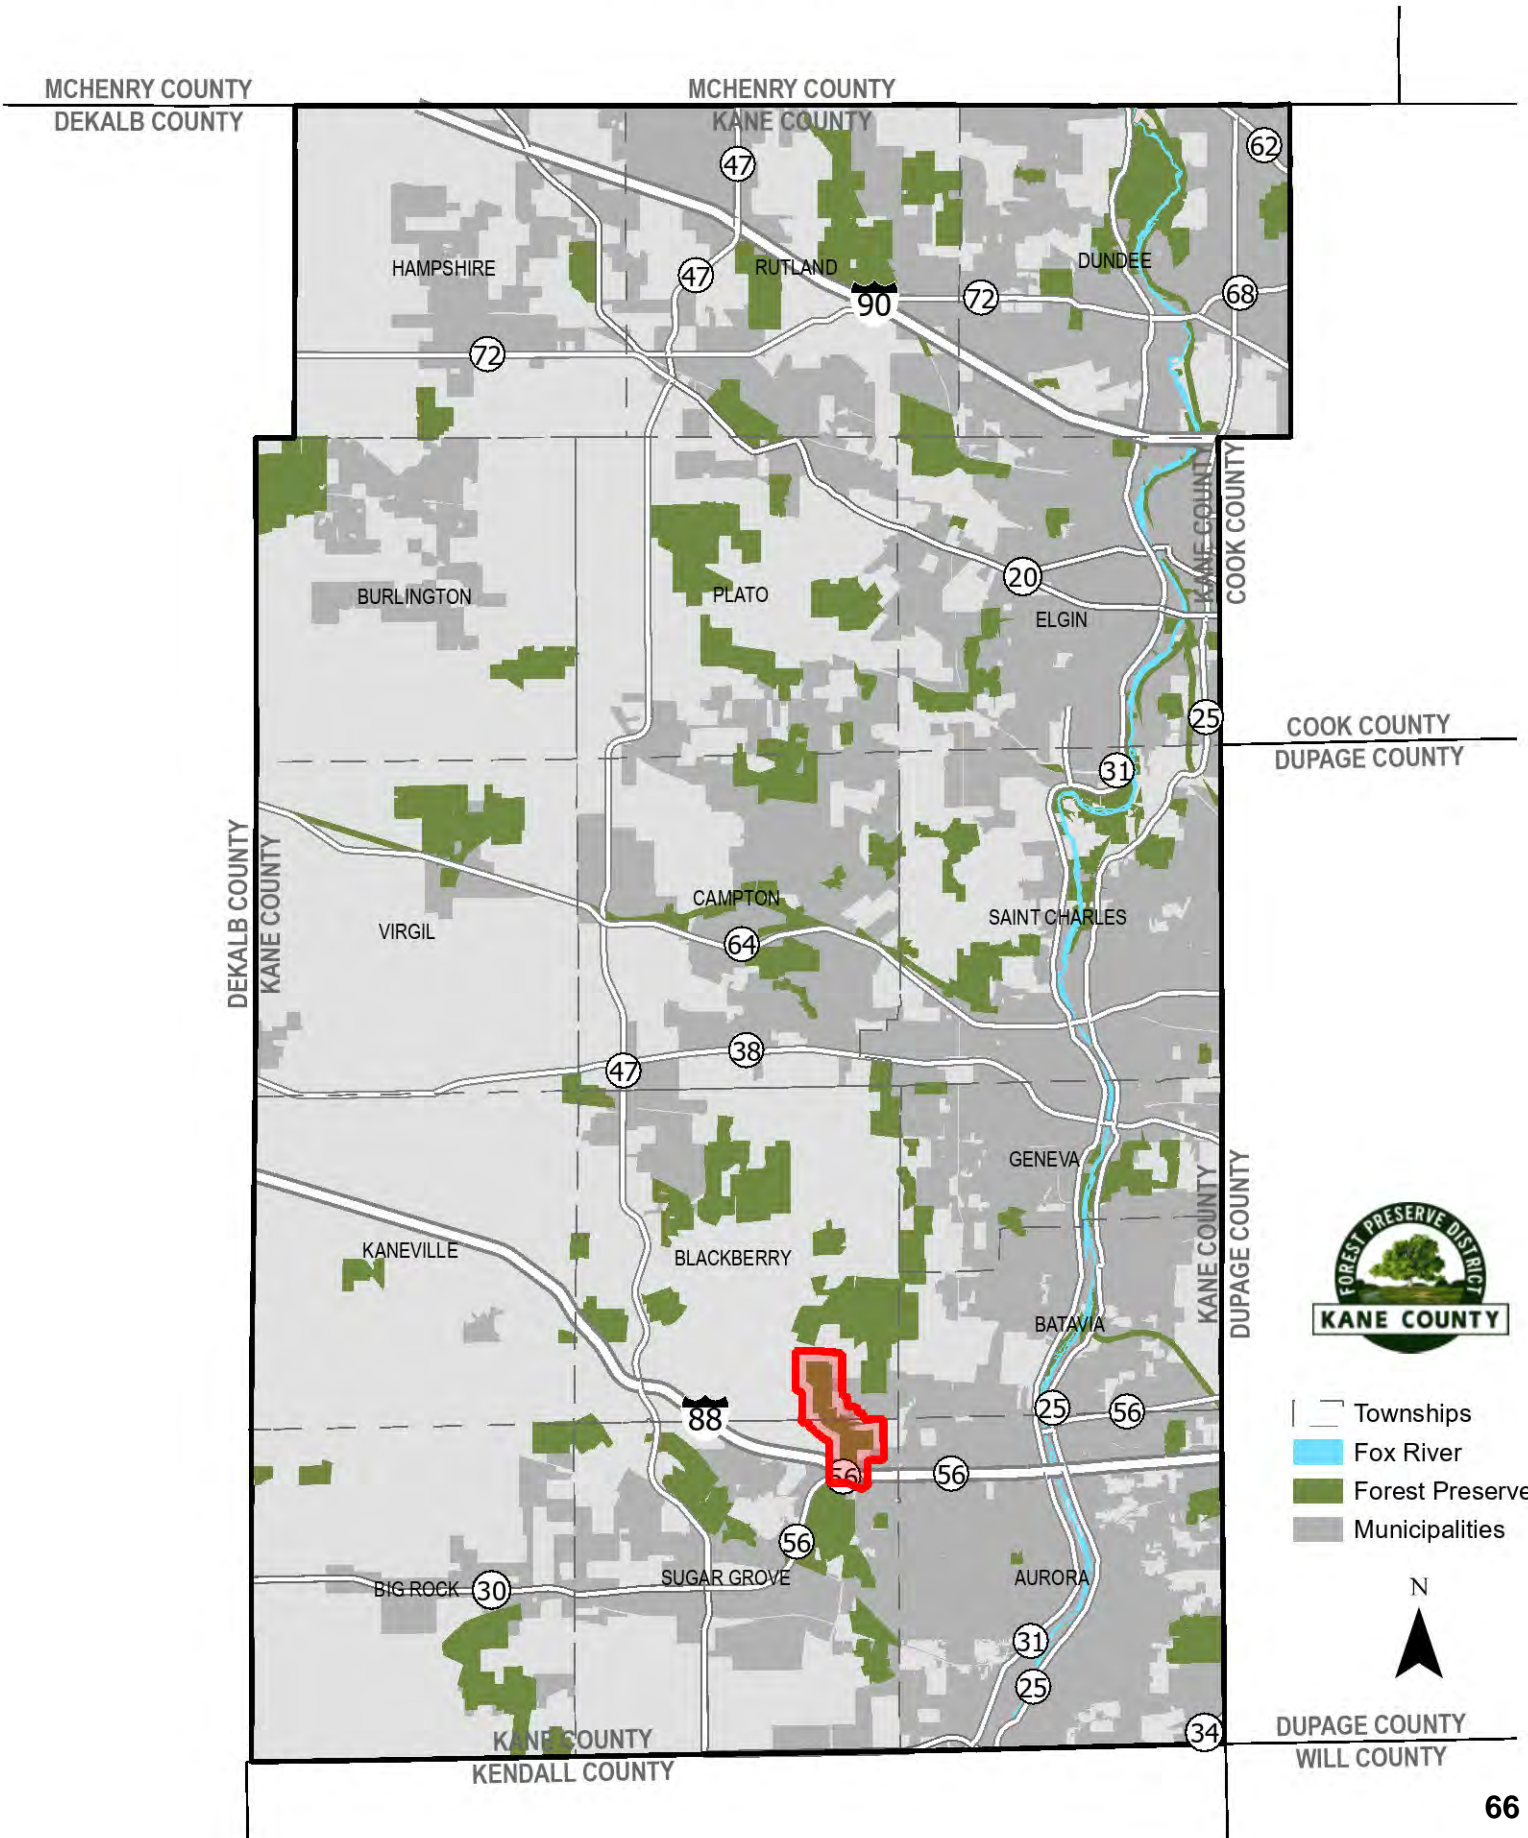 MCHENRY COUNTY
DEKALB COUNTY
MCHENRY COUNTY
KANE COUNTY
62
47
HAMPSHIRE
47
RUTLAND
DUNDEE
90
72
68
72
KANE COUNTY
COOK COUNTY
20
BURLINGTON
PLATO
ELGIN
25
COOK COUNTY
DUPAGE COUNTY
31
DEKALB COUNTY
KANE COUNTY
CAMPTON
SAINT CHARLES
VIRGIL
64
38
47
GENEVA
KANE COUNTY
DUPAGE COUNTY
KANEVILLE
BLACKBERRY
BATAVIA
FOREST PRESERVE DISTRICT
KANE COUNTY
88
25
56
56
56
56
Townships
Fox River
Forest Preserve
Municipalities
N
BIG ROCK
30
SUGAR GROVE
AURORA
31
25
34
KANE COUNTY
KENDALL COUNTY
DUPAGE COUNTY
WILL COUNTY
66